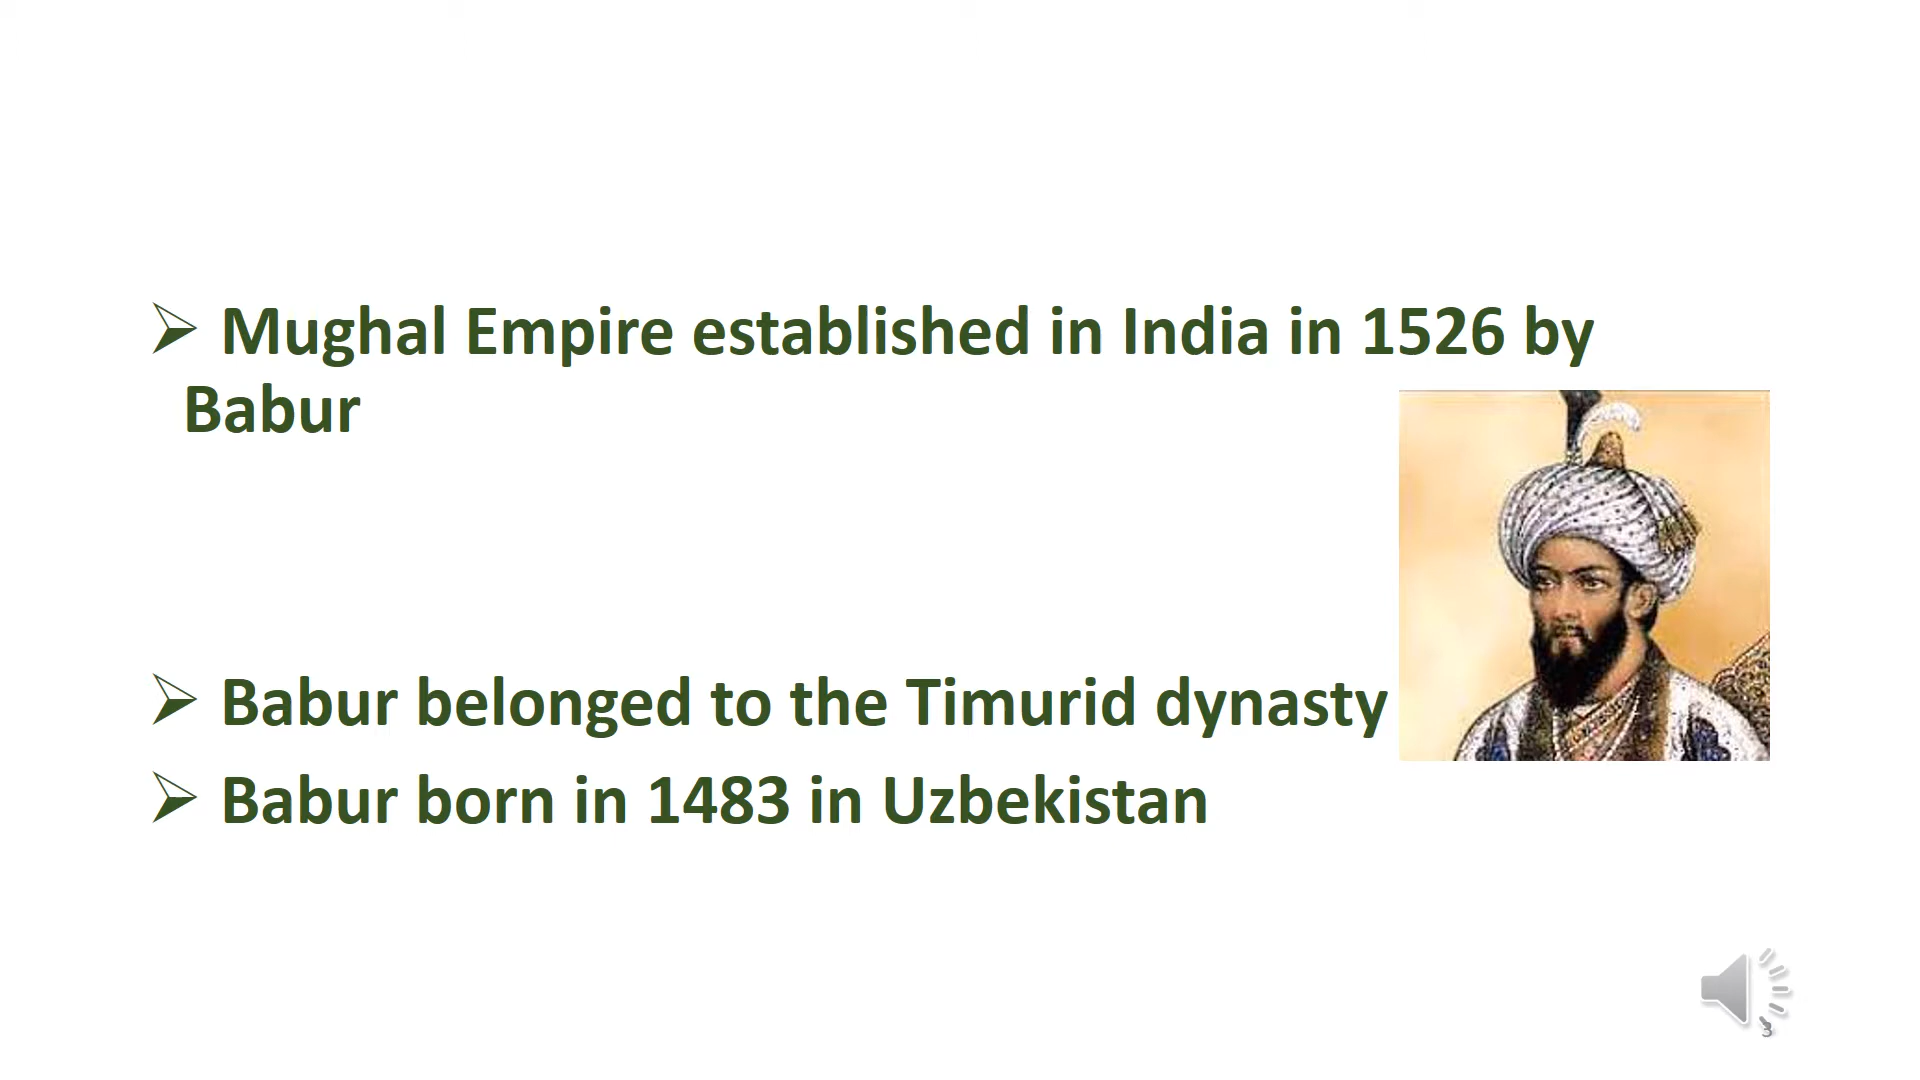 ➢ Mughal Empire established in India in 1526 by
Babur
➢ Babur belonged to the Timurid dynasty
➢ Babur born in 1483 in Uzbekistan
3